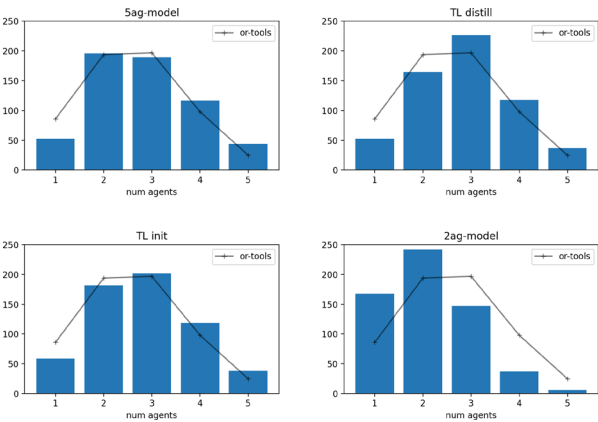 5ag-model
or-tools
250
200
150
100
50
0
1 2 3 4 5
num agents
TL distill
or-tools
250
200
150
100
50
0
1 2 3 4 5
num agents
TL init
or-tools
250
200
150
100
50
0
1 2 3 4 5
num agents
2ag-model
or-tools
250
200
150
100
50
0
1 2 3 4 5
num agents